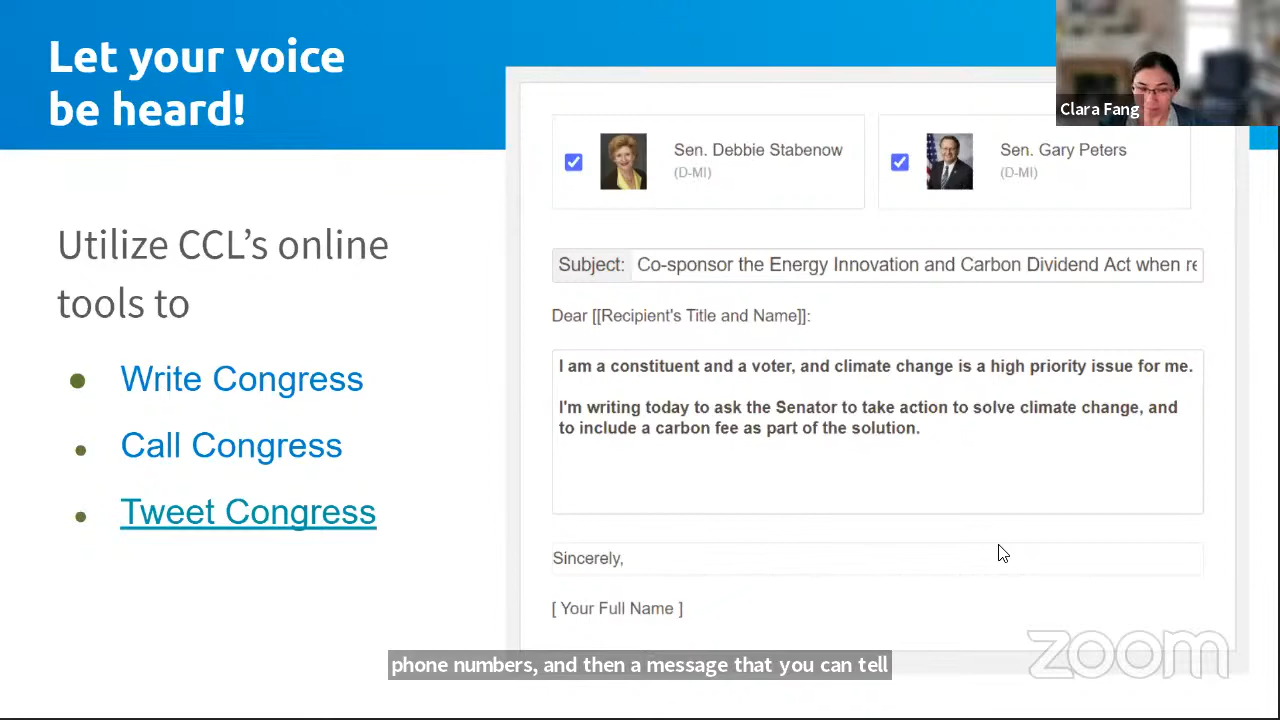 Let your voice
be heard!
Clara Fang
Utilize CCL's online
tools to
Write Congress
Call Congress
Tweet Congress
Sen. Debbie Stabenow
(D-MI)
Sen. Gary Peters
(D-MI)
Subject: Co-sponsor the Energy Innovation and Carbon Dividend Act when re
Dear [[Recipient's Title and Name]]:
I am a constituent and a voter, and climate change is a high priority issue for me.
I'm writing today to ask the Senator to take action to solve climate change, and
to include a carbon fee as part of the solution.
Sincerely,
[ Your Full Name ]
phone numbers, and then a message that you can tell
zoom